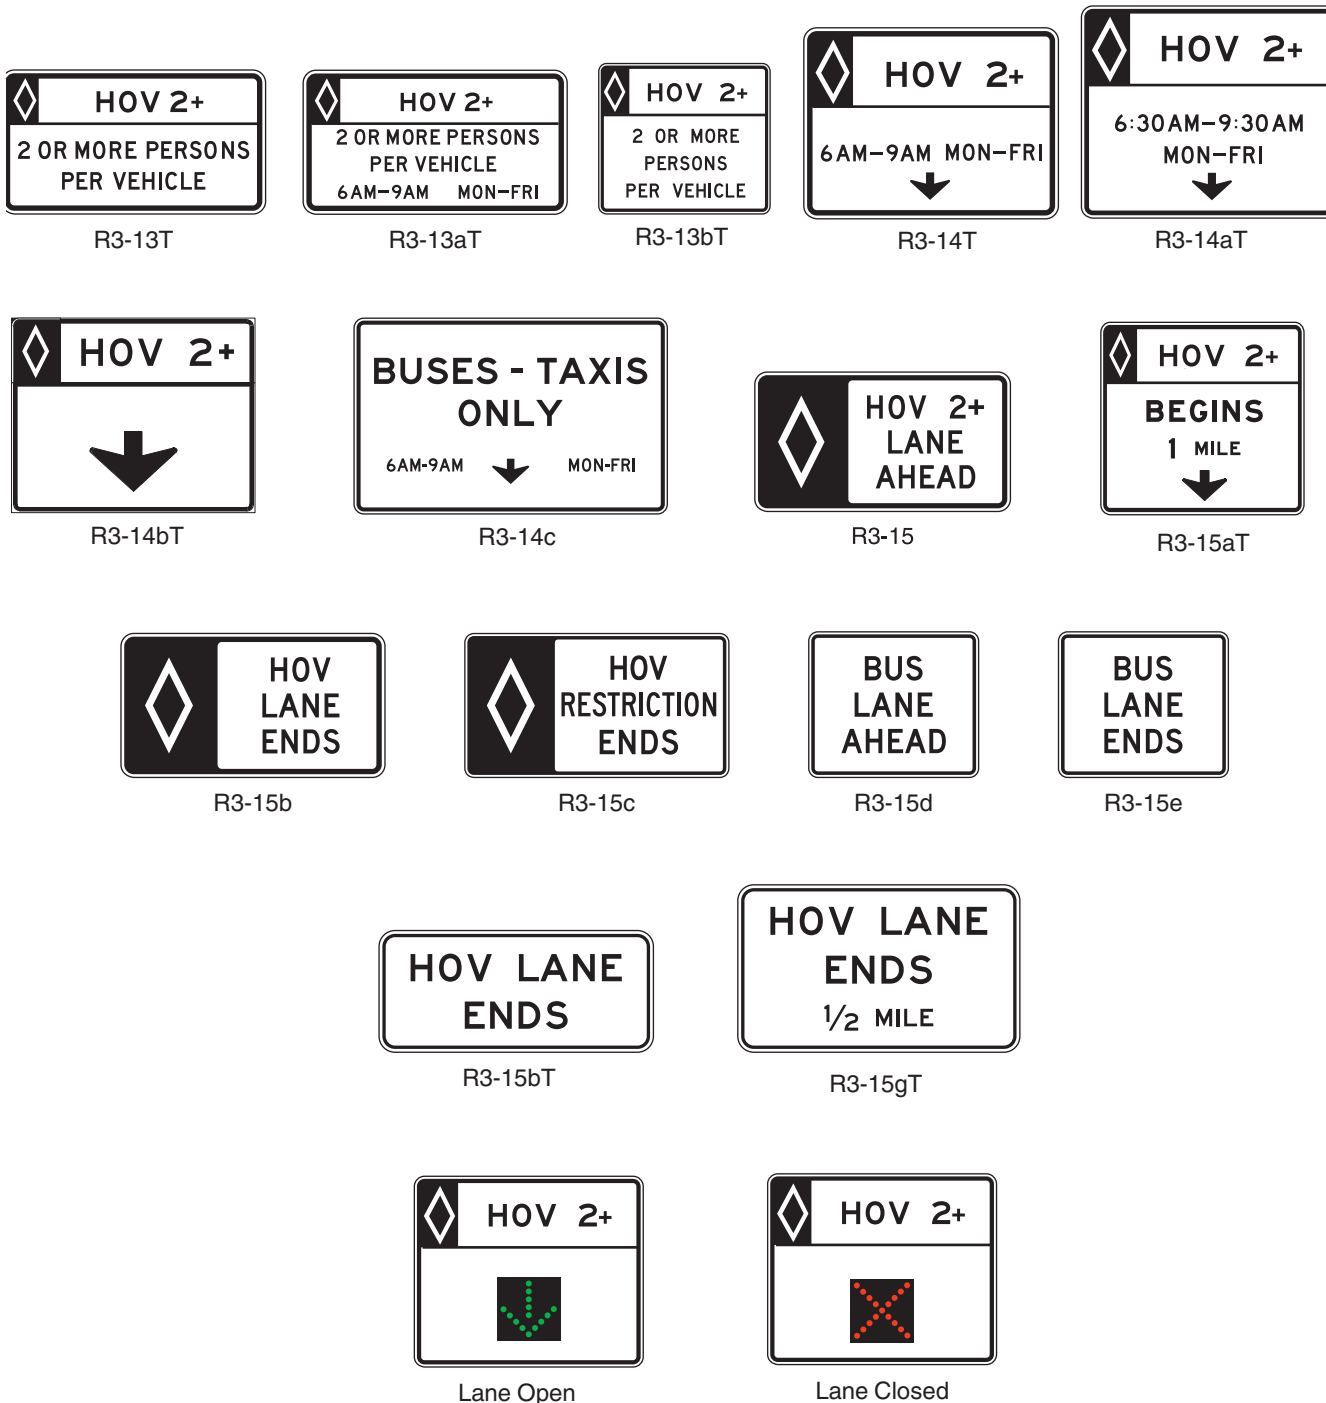 HOV 2+
2 OR MORE PERSONS
PER VEHICLE
R3-13T
HOV 2+
2 OR MORE PERSONS
PER VEHICLE
6AM-9AM MON-FRI
R3-13aT
HOV 2+
2 OR MORE
PERSONS
PER VEHICLE
R3-13bT
HOV 2+
6AM-9AM MON-FRI
R3-14T
HOV 2+
6:30AM-9:30AM
MON-FRI
R3-14aT
HOV 2+
R3-14bT
BUSES - TAXIS
ONLY
6AM-9AM MON-FRI
R3-14c
HOV 2+
LANE
AHEAD
R3-15
HOV 2+
BEGINS
1 MILE
R3-15aT
HOV
LANE
ENDS
R3-15b
HOV
RESTRICTION
ENDS
R3-15c
BUS
LANE
AHEAD
R3-15d
BUS
LANE
ENDS
R3-15e
HOV LANE
ENDS
R3-15bT
HOV LANE
ENDS
1/2 MILE
R3-15gT
HOV 2+
Lane Open
HOV 2+
Lane Closed